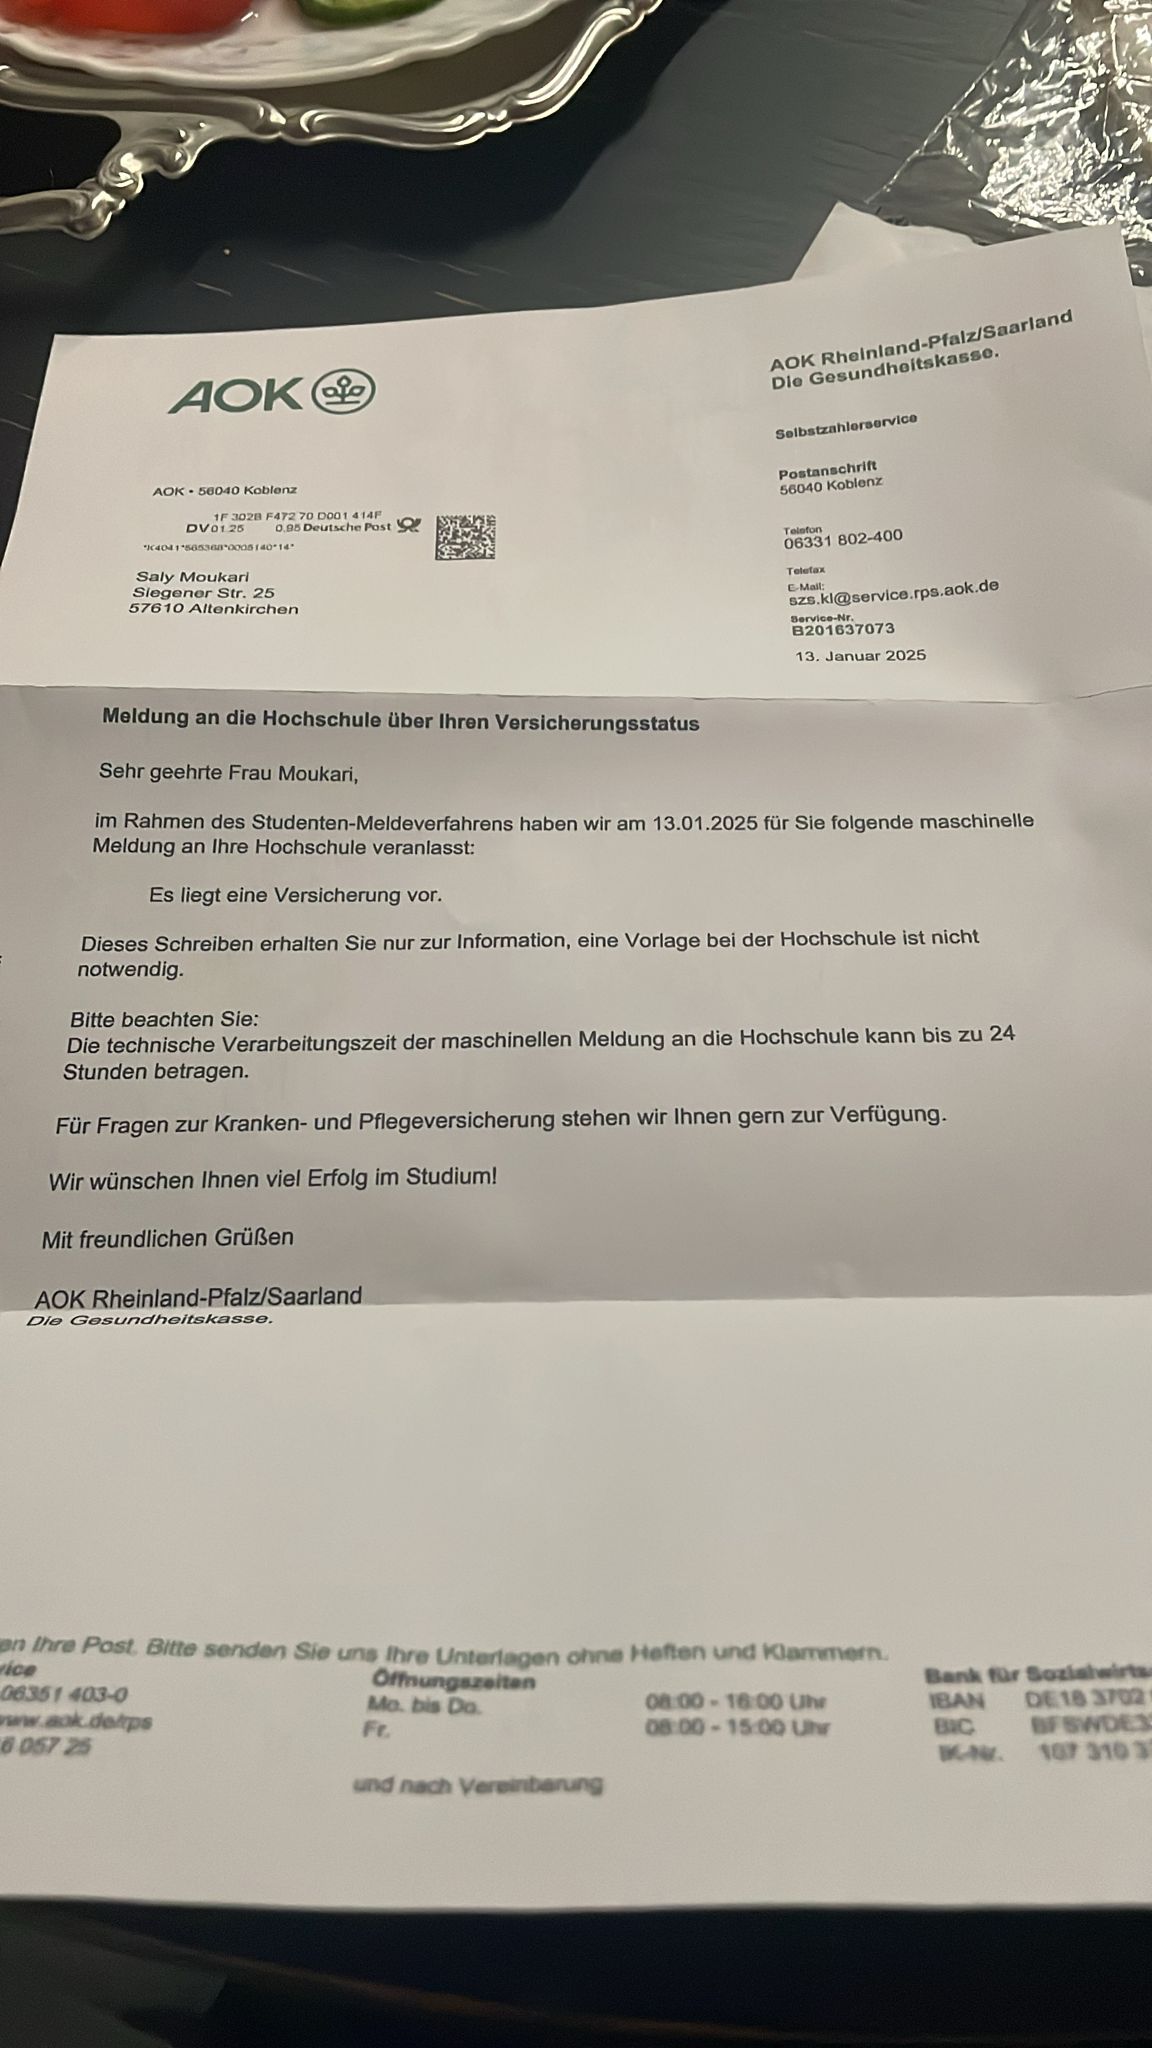 AOK
AOK Rheinland-Pfalz/Saarland
Die Gesundheitskasse.
Selbstzahlerservice
Postanschrift
56040 Koblenz
Telefon
06331 802-400
Telefax
E-Mail:
szs.kl@service.rps.aok.de
Service-Nr.
B201637073
13. Januar 2025
AOK • 56040 Koblenz
1F 302B F472 70 D001 414F
DV 01 25 0,95 Deutsche Post
*K4041*565368*0005140*14*
Saly Moukari
Siegener Str. 25
57610 Altenkirchen
Meldung an die Hochschule über Ihren Versicherungsstatus
Sehr geehrte Frau Moukari,
im Rahmen des Studenten-Meldeverfahrens haben wir am 13.01.2025 für Sie folgende maschinelle
Meldung an Ihre Hochschule veranlasst:
Es liegt eine Versicherung vor.
Dieses Schreiben erhalten Sie nur zur Information, eine Vorlage bei der Hochschule ist nicht
notwendig.
Bitte beachten Sie:
Die technische Verarbeitungszeit der maschinellen Meldung an die Hochschule kann bis zu 24
Stunden betragen.
Für Fragen zur Kranken- und Pflegeversicherung stehen wir Ihnen gern zur Verfügung.
Wir wünschen Ihnen viel Erfolg im Studium!
Mit freundlichen Grüßen
AOK Rheinland-Pfalz/Saarland
Die Gesundheitskasse.
en Ihre Post. Bitte senden Sie uns Ihre Unterlagen ohne Heften und Klammern.
vice
06351 403-0
www.aok.de/rps
6 057 25
Öffnungszeiten
Mo. bis Do. 08:00 - 16:00 Uhr
Fr. 08:00 - 15:00 Uhr
und nach Vereinbarung
Bank für Sozialwirts
IBAN DE18 3702
BIC BFSWDE3
IK-Nr. 107 310 3